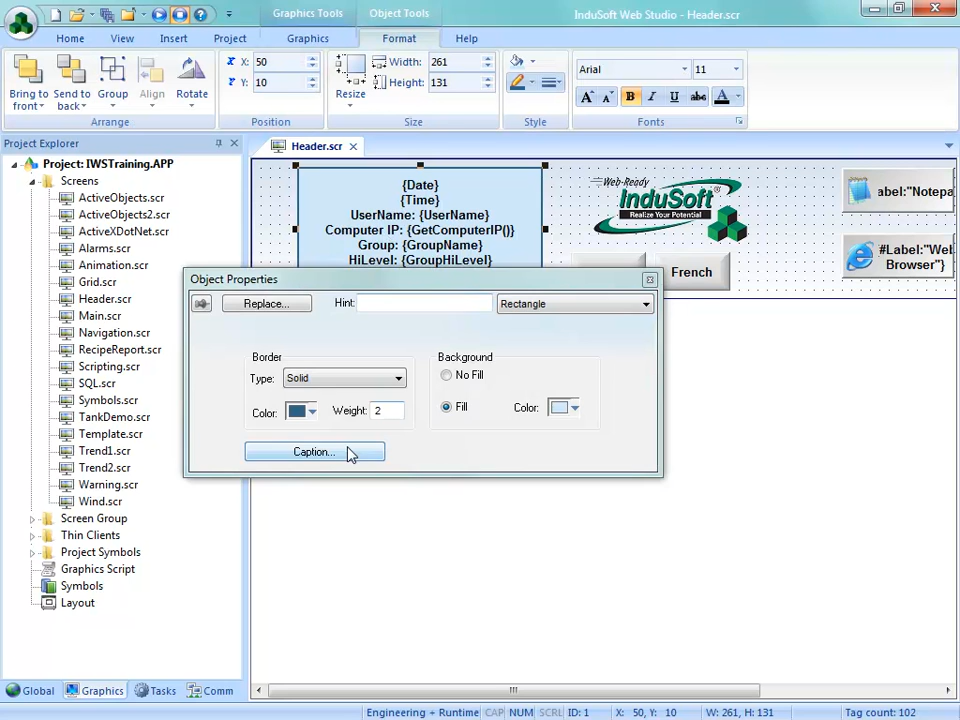 Graphics Tools
Object Tools
InduSoft Web Studio - Header.scr
Home
View
Insert
Project
Graphics
Format
Help
Bring to front
Send to back
Group
Align
Rotate
Arrange
X: 50
Y: 10
Position
Resize
Width: 261
Height: 131
Size
Style
Arial
11
A A B I U abc A
Fonts
Project Explorer
Header.scr
Project: IWSTraining.APP
Screens
ActiveObjects.scr
ActiveObjects2.scr
ActiveXDotNet.scr
Alarms.scr
Animation.scr
Grid.scr
Header.scr
Main.scr
Navigation.scr
RecipeReport.scr
Scripting.scr
SQL.scr
Symbols.scr
TankDemo.scr
Template.scr
Trend1.scr
Trend2.scr
Warning.scr
Wind.scr
Screen Group
Thin Clients
Project Symbols
Graphics Script
Symbols
Layout
{Date}
{Time}
UserName: {UserName}
Computer IP: {GetComputerIP()}
Group: {GroupName}
HiLevel: {GroupHiLevel}
Web-Ready
InduSoft
Realize Your Potential
French
abel:"Notepa
#Label:"Wel
Browser"}
Object Properties
Replace...
Hint:
Rectangle
Border
Type: Solid
Color:
Weight: 2
Background
No Fill
Fill
Color:
Caption...
Global
Graphics
Tasks
Comm
Engineering + Runtime
CAP
NUM
SCRL
ID: 1
X: 50, Y: 10
W: 261, H: 131
Tag count: 102